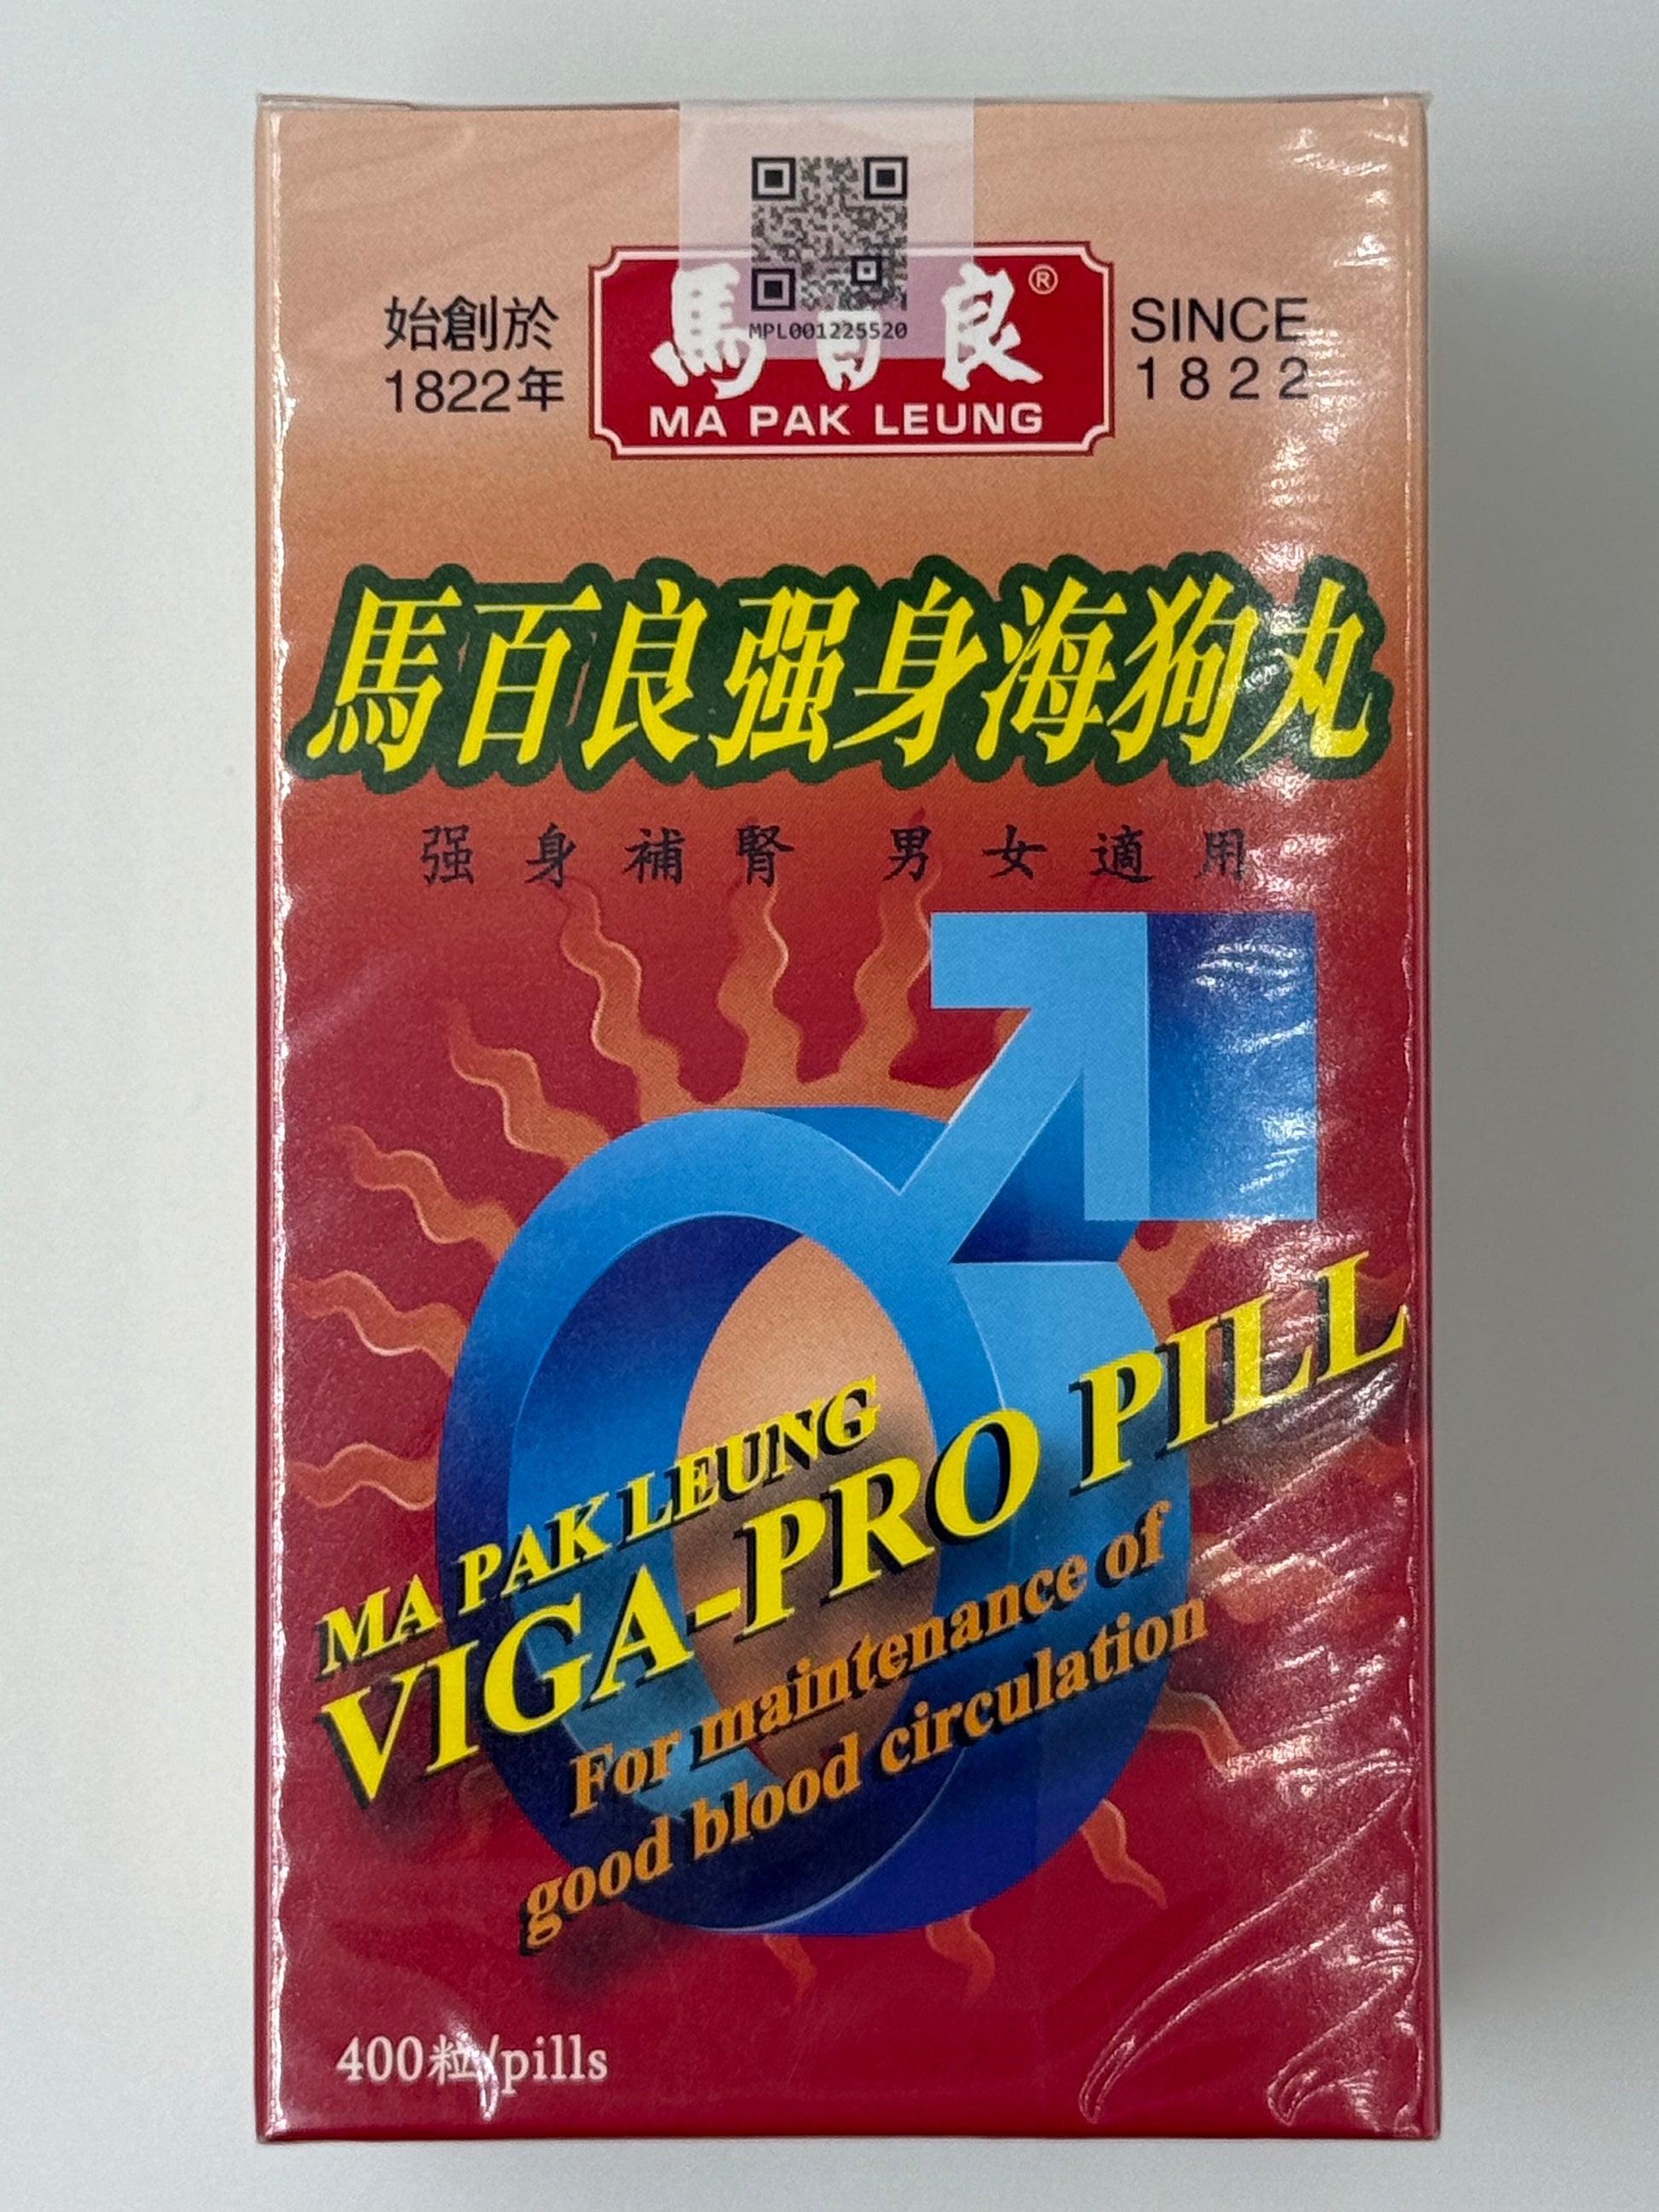 MPL001225520
始創於
1822年
馬百良®
MA PAK LEUNG
SINCE
1822
馬百良强身海狗丸
强身補腎 男女適用
MA PAK LEUNG
VIGA-PRO PILL
For maintenance of
good blood circulation
400粒/pills